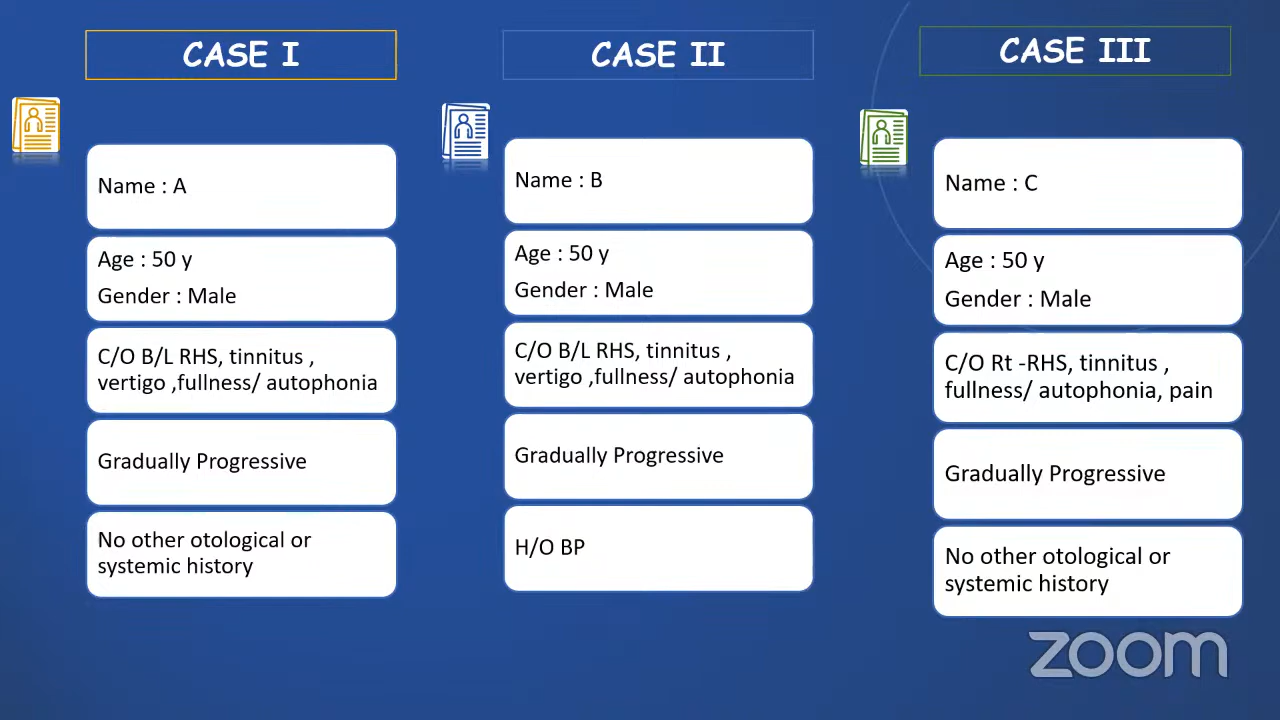 CASE I
Name : A
Age : 50 y
Gender : Male
C/O B/L RHS, tinnitus ,
vertigo ,fullness/ autophonia
Gradually Progressive
No other otological or
systemic history
CASE II
Name : B
Age : 50 y
Gender : Male
C/O B/L RHS, tinnitus ,
vertigo ,fullness/ autophonia
Gradually Progressive
H/O BP
CASE III
Name : C
Age : 50 y
Gender : Male
C/O Rt -RHS, tinnitus ,
fullness/ autophonia, pain
Gradually Progressive
No other otological or
systemic history
zoom